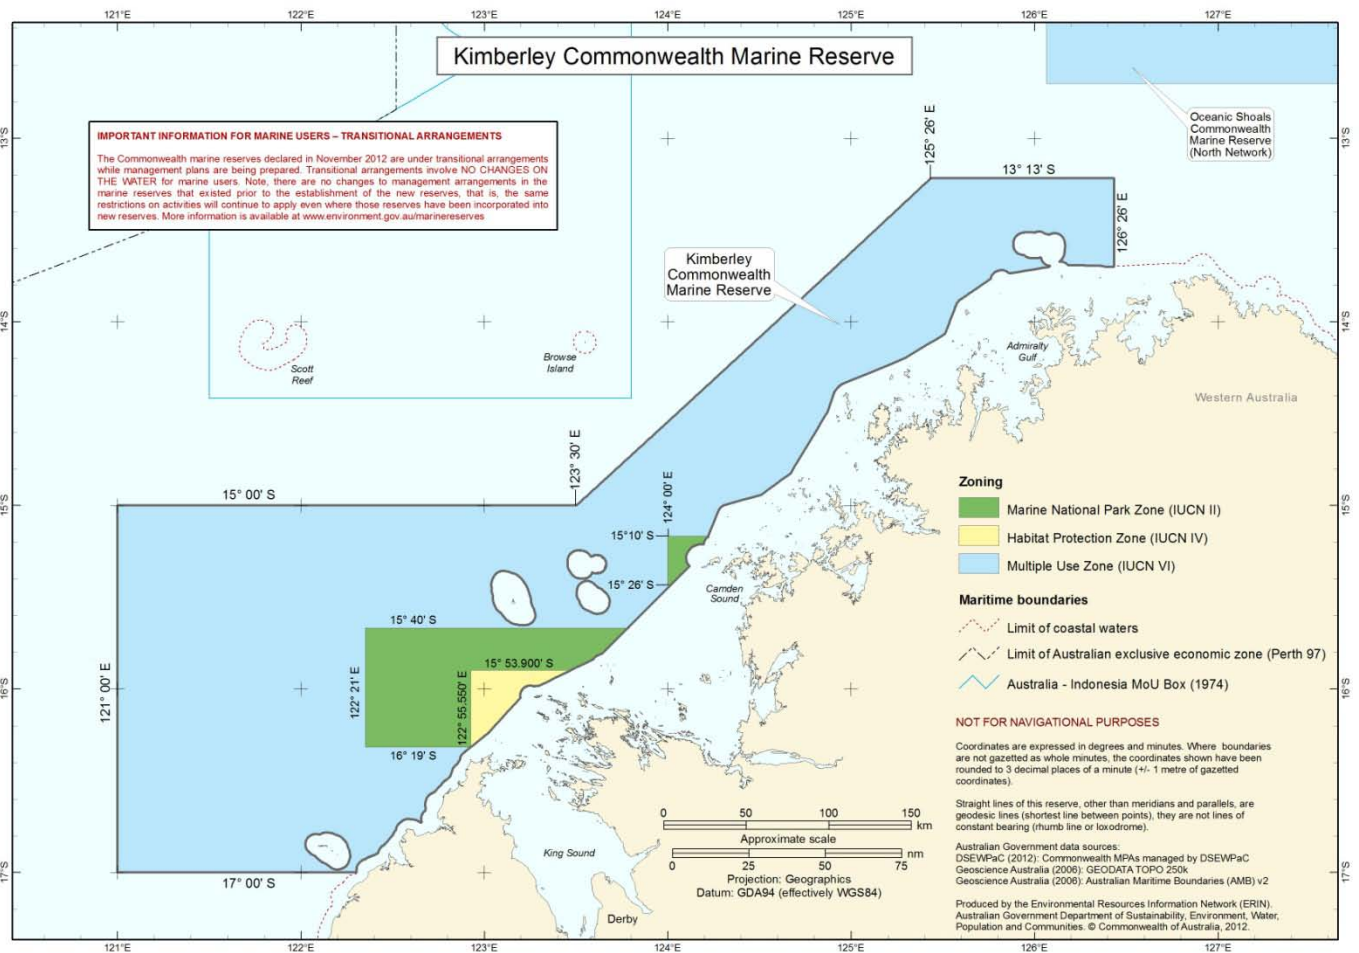 121°E 122°E 123°E 124°E 125°E 126°E 127°E
Kimberley Commonwealth Marine Reserve
IMPORTANT INFORMATION FOR MARINE USERS – TRANSITIONAL ARRANGEMENTS
The Commonwealth marine reserves declared in November 2012 are under transitional arrangements
while management plans are being prepared. Transitional arrangements involve NO CHANGES ON
THE WATER for marine users. Note, there are no changes to management arrangements in the
marine reserves that existed prior to the establishment of the new reserves, that is, the same
restrictions on activities will continue to apply even where those reserves have been incorporated into
new reserves. More information is available at www.environment.gov.au/marinereserves
Oceanic Shoals
Commonwealth
Marine Reserve
(North Network)
13°S
13°S
125° 26' E
13° 13' S
126° 26' E
Kimberley
Commonwealth
Marine Reserve
14°S
14°S
Scott
Reef
Browse
Island
Admiralty
Gulf
Western Australia
123° 30' E
15° 00' S
124° 00' E
15°S
15°S
15°10' S
15° 26' S
Camden
Sound
15° 40' S
15° 53.900' S
122° 21' E
122° 55.550' E
121° 00' E
16°S
16°S
16° 19' S
King Sound
17° 00' S
17°S
17°S
Derby
Zoning
Marine National Park Zone (IUCN II)
Habitat Protection Zone (IUCN IV)
Multiple Use Zone (IUCN VI)
Maritime boundaries
Limit of coastal waters
Limit of Australian exclusive economic zone (Perth 97)
Australia - Indonesia MoU Box (1974)
NOT FOR NAVIGATIONAL PURPOSES
Coordinates are expressed in degrees and minutes. Where boundaries
are not gazetted as whole minutes, the coordinates shown have been
rounded to 3 decimal places of a minute (+/- 1 metre of gazetted
coordinates).
Straight lines of this reserve, other than meridians and parallels, are
geodesic lines (shortest line between points), they are not lines of
constant bearing (rhumb line or loxodrome).
Australian Government data sources:
DSEWPaC (2012): Commonwealth MPAs managed by DSEWPaC
Geoscience Australia (2006): GEODATA TOPO 250k
Geoscience Australia (2006): Australian Maritime Boundaries (AMB) v2
Produced by the Environmental Resources Information Network (ERIN).
Australian Government Department of Sustainability, Environment, Water,
Population and Communities. © Commonwealth of Australia, 2012.
0 50 100 150
km
Approximate scale
0 25 50 75
nm
Projection: Geographics
Datum: GDA94 (effectively WGS84)
121°E 122°E 123°E 124°E 125°E 126°E 127°E